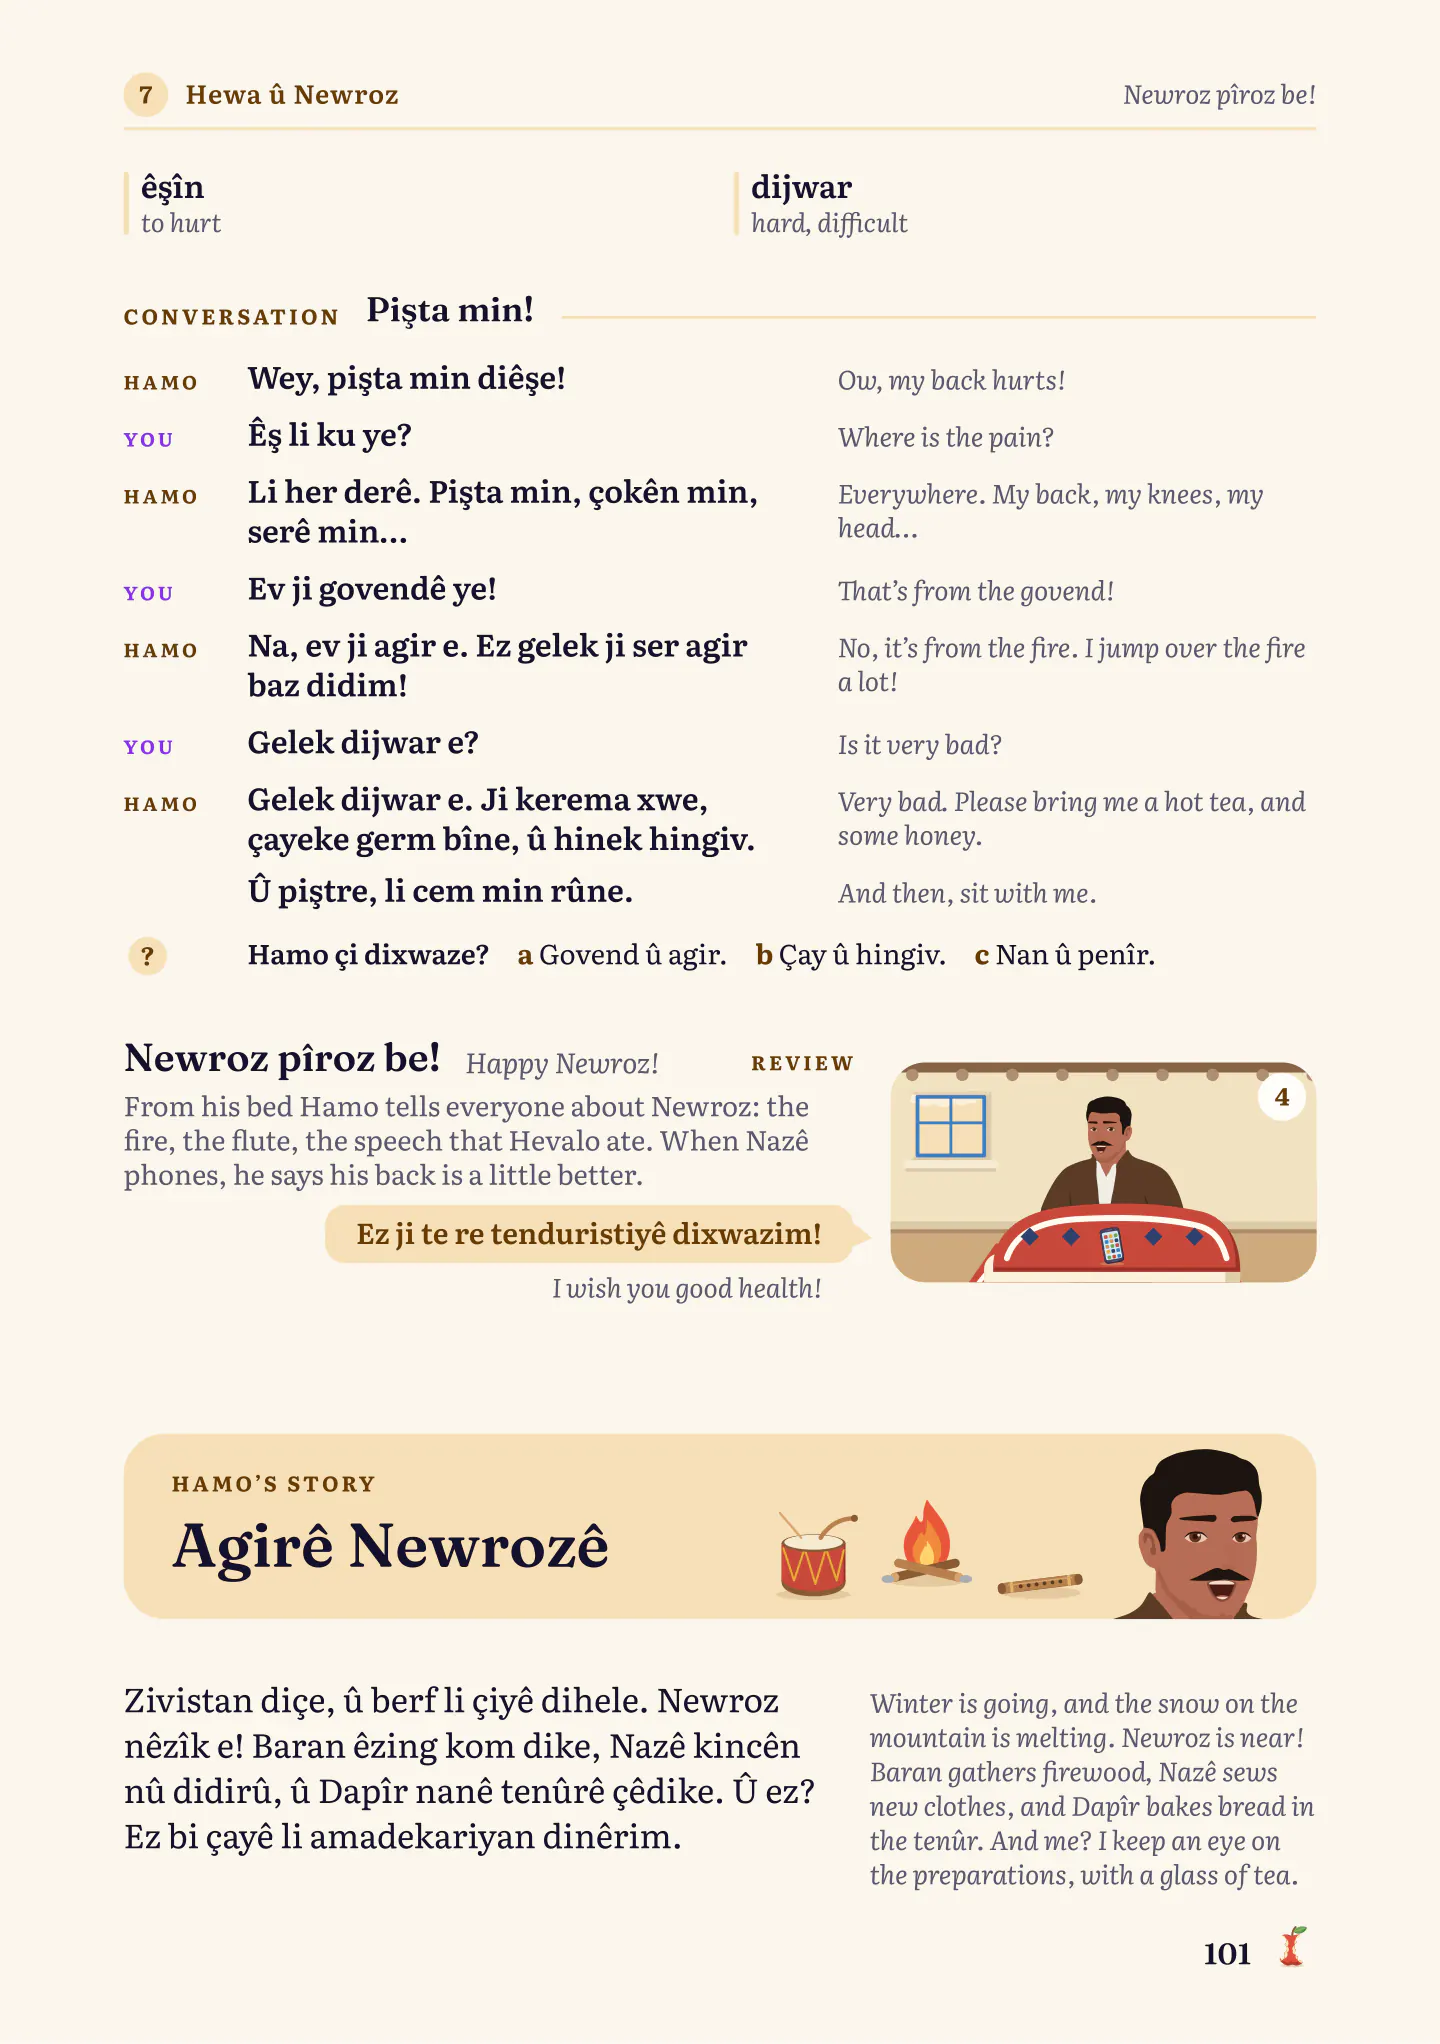 7 Hewa û Newroz
Newroz pîroz be!
êşîn
to hurt
dijwar
hard, difficult
CONVERSATION Pişta min!
HAMO Wey, pişta min diêşe! Ow, my back hurts!
YOU Êş li ku ye? Where is the pain?
HAMO Li her derê. Pişta min, çokên min, Everywhere. My back, my knees, my
serê min... head...
YOU Ev ji govendê ye! That's from the govend!
HAMO Na, ev ji agir e. Ez gelek ji ser agir No, it's from the fire. I jump over the fire
baz didim! a lot!
YOU Gelek dijwar e? Is it very bad?
HAMO Gelek dijwar e. Ji kerema xwe, Very bad. Please bring me a hot tea, and
çayeke germ bîne, û hinek hingiv. some honey.
Û piştre, li cem min rûne. And then, sit with me.
? Hamo çi dixwaze? a Govend û agir. b Çay û hingiv. c Nan û penîr.
Newroz pîroz be! Happy Newroz! REVIEW
From his bed Hamo tells everyone about Newroz: the
fire, the flute, the speech that Hevalo ate. When Nazê
phones, he says his back is a little better.
Ez ji te re tenduristiyê dixwazim!
I wish you good health!
4
HAMO'S STORY
Agirê Newrozê
Zivistan diçe, û berf li çiyê dihele. Newroz
nêzîk e! Baran êzing kom dike, Nazê kincên
nû didirû, û Dapîr nanê tenûrê çêdike. Û ez?
Ez bi çayê li amadekariyan dinêrim.
Winter is going, and the snow on the
mountain is melting. Newroz is near!
Baran gathers firewood, Nazê sews
new clothes, and Dapîr bakes bread in
the tenûr. And me? I keep an eye on
the preparations, with a glass of tea.
101